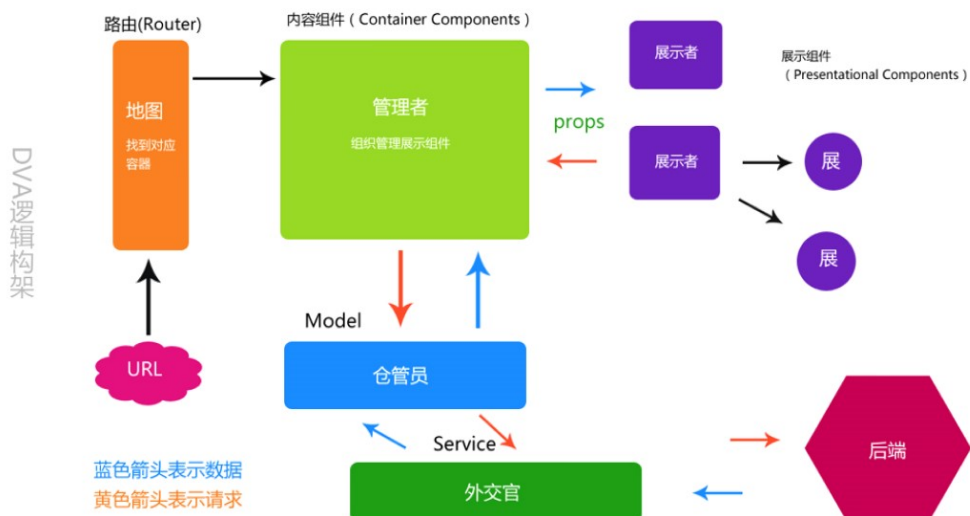 路由(Router)
内容组件 ( Container Components )
地图
找到对应
容器
管理者
组织管理展示组件
展示者
展示组件
( Presentational Components )
props
展示者
展
展
DVA逻辑构架
Model
URL
仓管员
Service
后端
蓝色箭头表示数据
黄色箭头表示请求
外交官